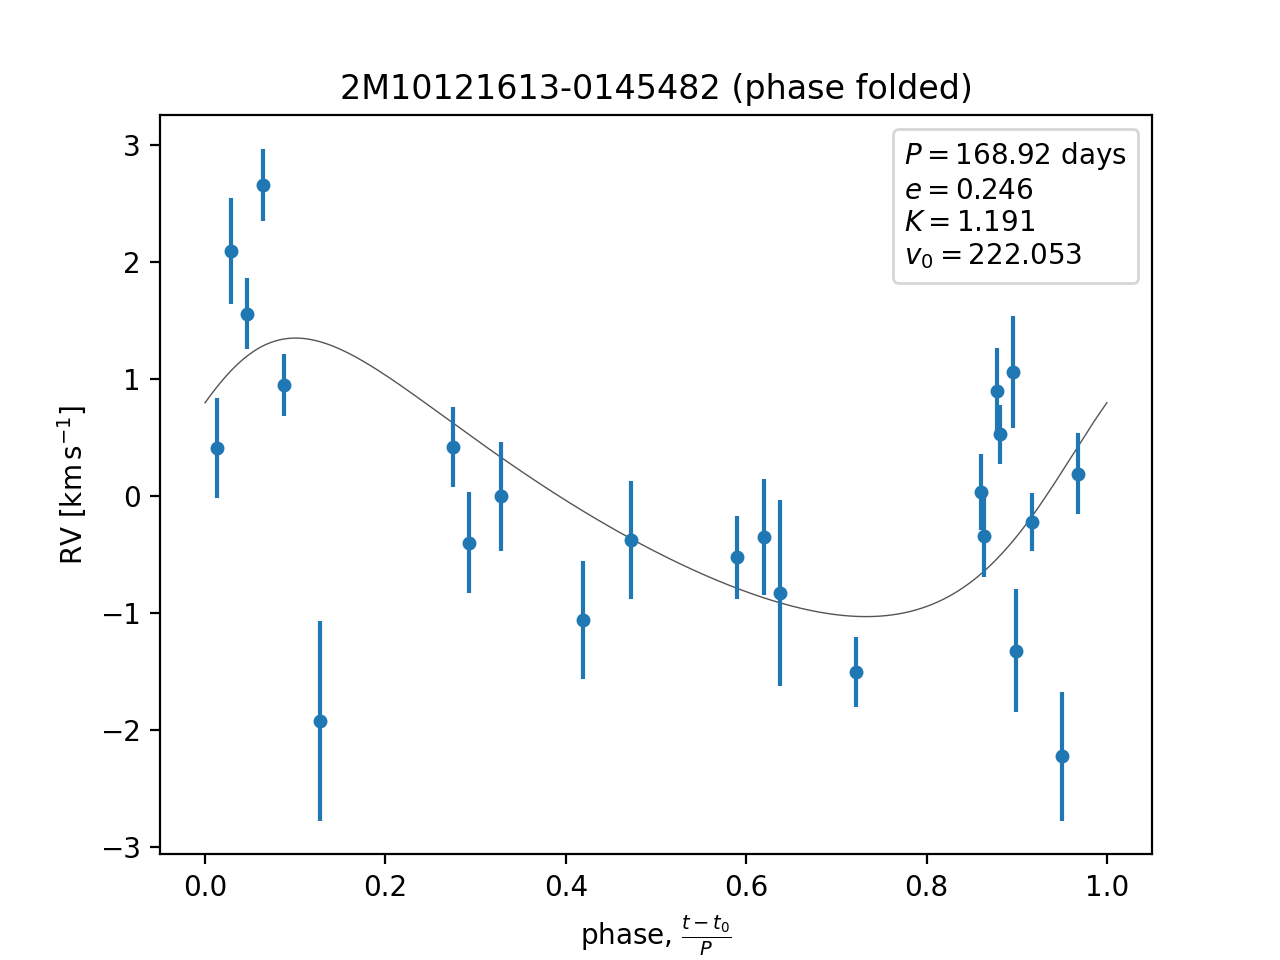 2M10121613-0145482 (phase folded)
P = 168.92 days
e = 0.246
K = 1.191
v₀ = 222.053
3
2
1
0
−1
−2
−3
RV [km s⁻¹]
0.0 0.2 0.4 0.6 0.8 1.0
phase, (t − t₀)/P